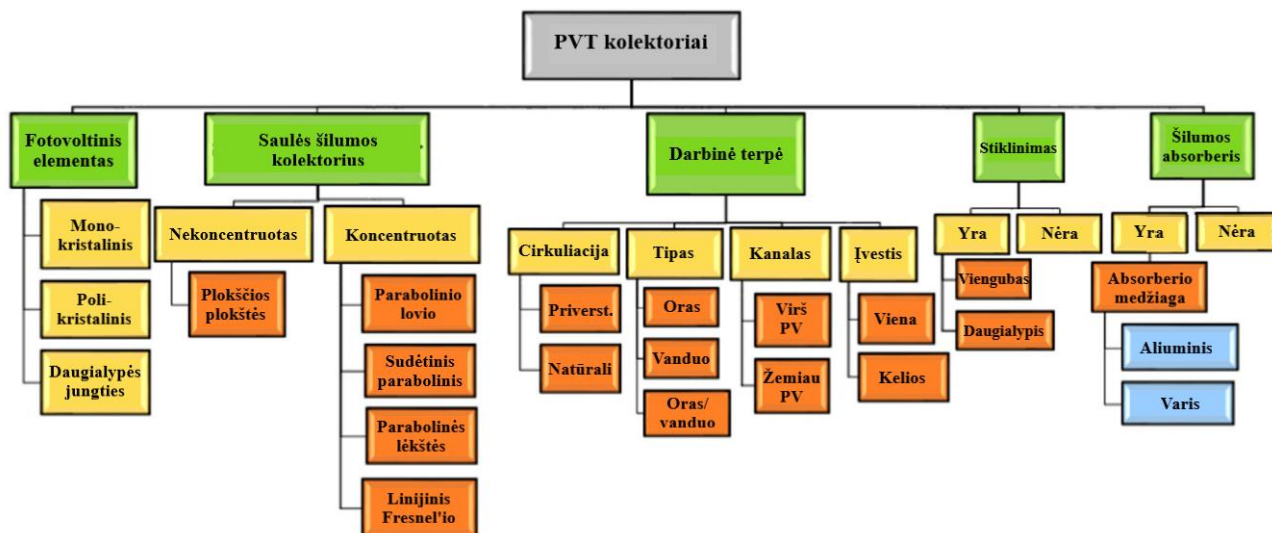 PVT kolektoriai
Fotovoltinis
elementas
Saulės šilumos
kolektorius
Darbinė terpė
Stiklinimas
Šilumos
absorberis
Mono-
kristalinis
Poli-
kristalinis
Daugialypės
jungties
Nekoncentruotas
Plokščios
plokštės
Koncentruotas
Parabolinio
lovio
Sudėtinis
parabolinis
Parabolinės
lėkštės
Linijinis
Fresnel'io
Cirkuliacija
Priverst.
Natūrali
Tipas
Oras
Vanduo
Oras/
vanduo
Kanalas
Virš
PV
Žemiau
PV
Įvestis
Viena
Kelios
Yra
Nėra
Viengubas
Daugialypis
Yra
Nėra
Absorberio
medžiaga
Aliuminis
Varis